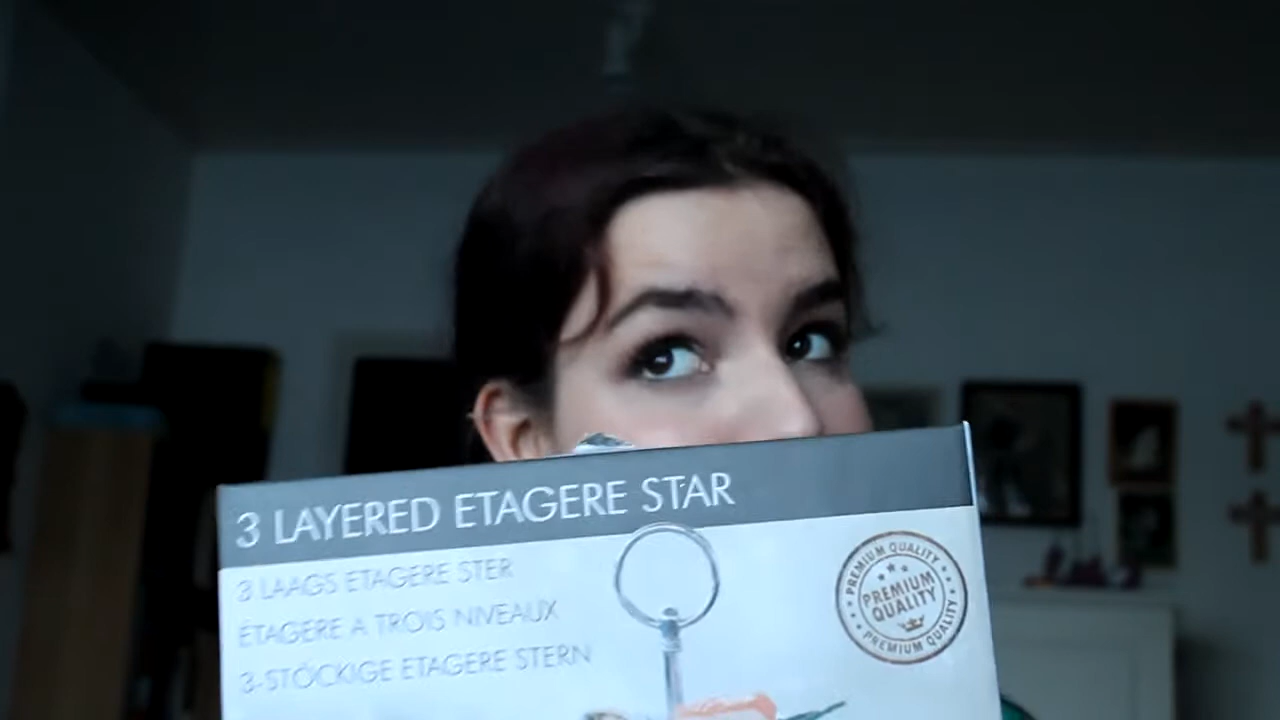 3 LAYERED ETAGERE STAR
3 LAAGS ETAGERE STER
ÉTAGERE A TROIS NIVEAUX
3-STÖCKIGE ETAGERE STERN
PREMIUM QUALITY
PREMIUM
QUALITY
PREMIUM QUALITY